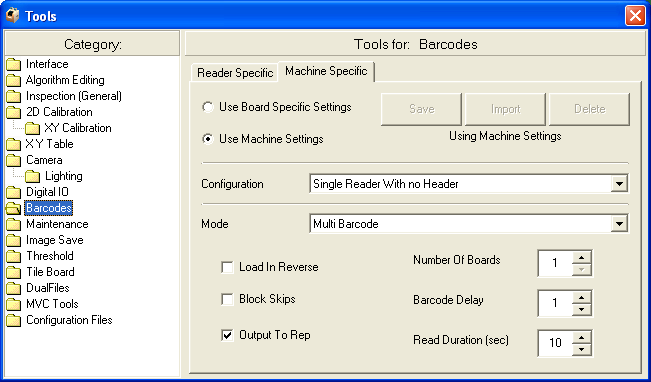 Tools
Category:
Interface
Algorithm Editing
Inspection (General)
2D Calibration
XY Calibration
XY Table
Camera
Lighting
Digital IO
Barcodes
Maintenance
Image Save
Threshold
Tile Board
DualFiles
MVC Tools
Configuration Files
Tools for: Barcodes
Reader Specific Machine Specific
Use Board Specific Settings Save Import Delete
Use Machine Settings Using Machine Settings
Configuration Single Reader With no Header
Mode Multi Barcode
Load In Reverse Number Of Boards 1
Block Skips Barcode Delay 1
Output To Rep Read Duration (sec) 10